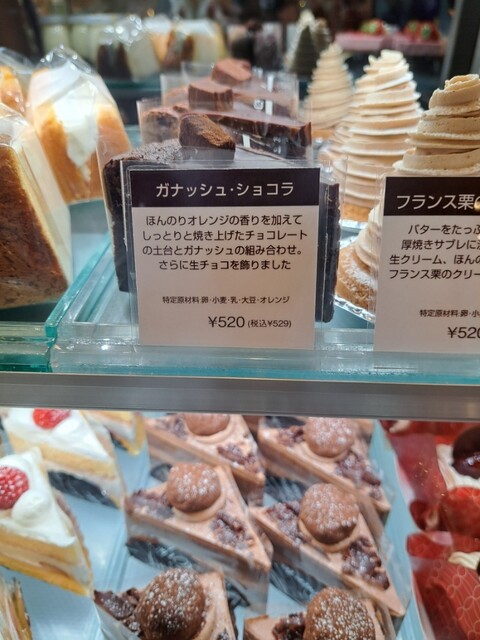 ガナッシュ・ショコラ
ほんのりオレンジの香りを加えて
しっとりと焼き上げたチョコレート
の土台とガナッシュの組み合わせ。
さらに生チョコを飾りました
特定原材料 卵・小麦・乳・大豆・オレンジ
¥520 (税込¥529)
フランス栗の
バターをたっぷ
厚焼きサブレに
生クリーム、ほんの
フランス栗のクリー
特定原材料 卵・小
¥520